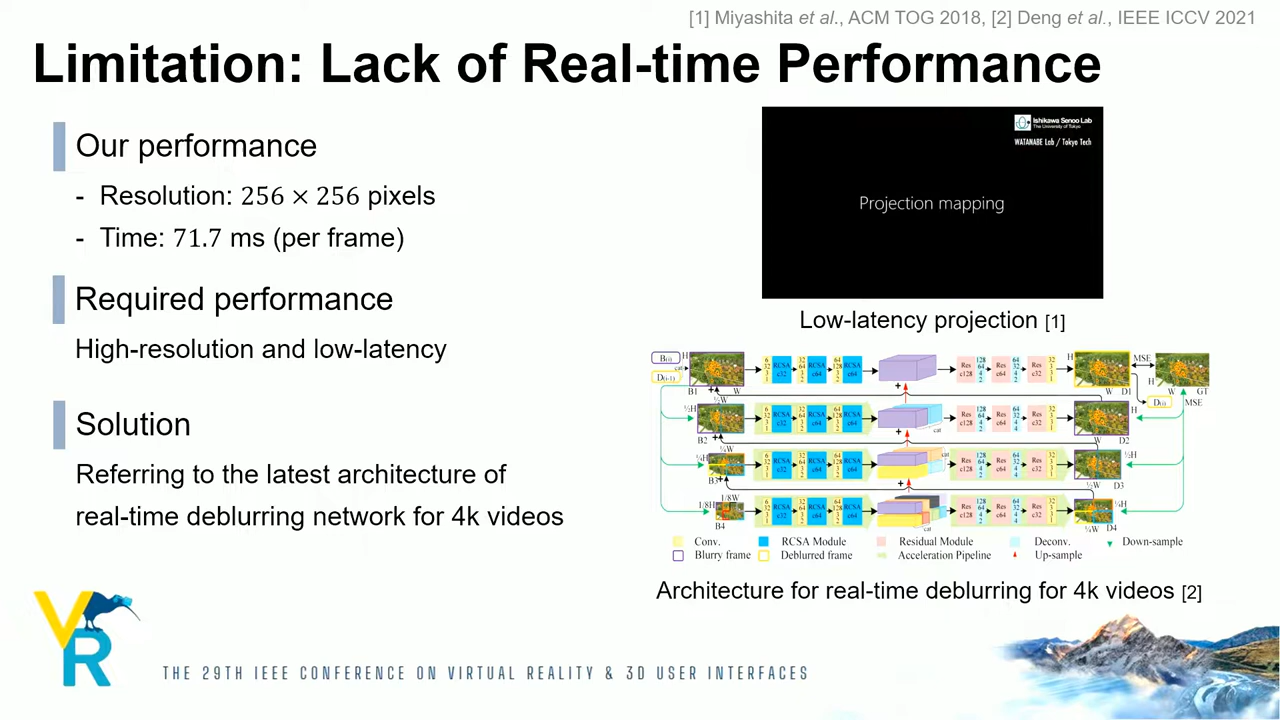 [1] Miyashita et al., ACM TOG 2018, [2] Deng et al., IEEE ICCV 2021
Limitation: Lack of Real-time Performance
Our performance
- Resolution: 256 × 256 pixels
- Time: 71.7 ms (per frame)
Required performance
High-resolution and low-latency
Solution
Referring to the latest architecture of
real-time deblurring network for 4k videos
Ishikawa Senoo Lab
The University of Tokyo
WATANABE Lab / Tokyo Tech
Projection mapping
Low-latency projection [1]
Conv.
RCSA Module
Residual Module
Deconv.
Down-sample
Blurry frame
Deblurred frame
Acceleration Pipeline
Up-sample
Architecture for real-time deblurring for 4k videos [2]
VR
THE 29TH IEEE CONFERENCE ON VIRTUAL REALITY & 3D USER INTERFACES